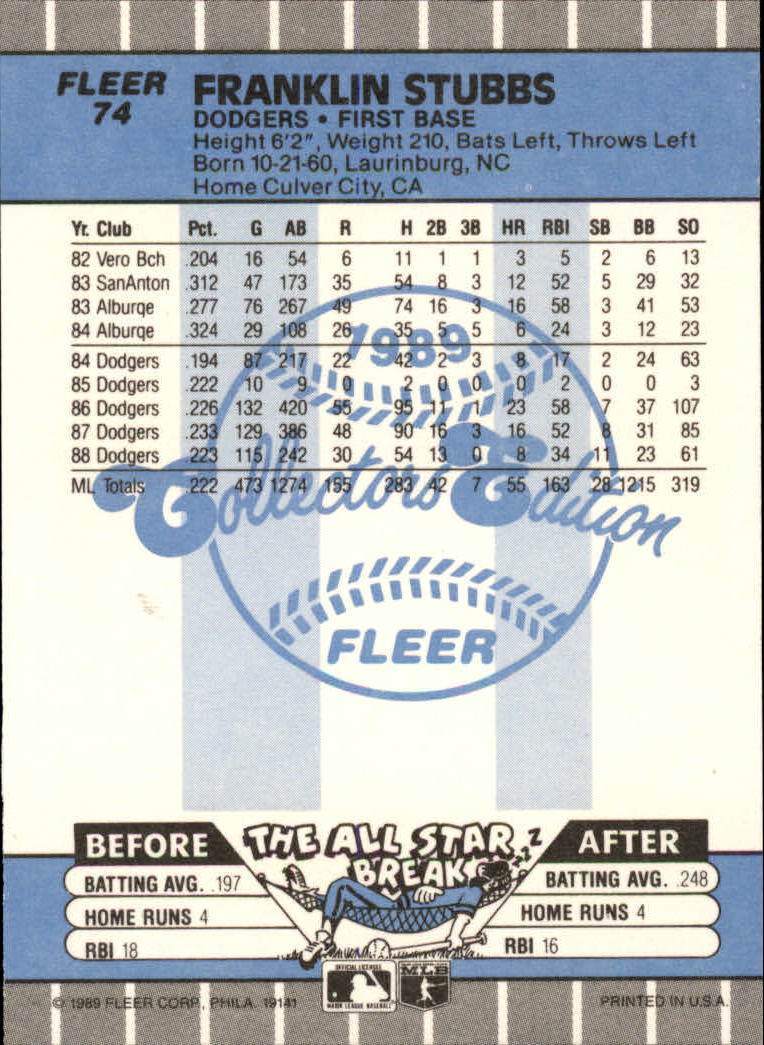 FLEER
74
FRANKLIN STUBBS
DODGERS • FIRST BASE
Height 6'2", Weight 210, Bats Left, Throws Left
Born 10-21-60, Laurinburg, NC
Home Culver City, CA
Yr. Club Pct. G AB R H 2B 3B HR RBI SB BB SO
82 Vero Bch .204 16 54 6 11 1 1 3 5 2 6 13
83 SanAnton .312 47 173 35 54 8 3 12 52 5 29 32
83 Alburqe .277 76 267 49 74 16 3 16 58 3 41 53
84 Alburqe .324 29 108 26 35 5 5 6 24 3 12 23
84 Dodgers .194 87 217 22 42 2 3 8 17 2 24 63
85 Dodgers .222 10 9 0 2 0 0 0 2 0 0 3
86 Dodgers .226 132 420 55 95 11 1 23 58 7 37 107
87 Dodgers .233 129 386 48 90 16 3 16 52 8 31 85
88 Dodgers .223 115 242 30 54 13 0 8 34 11 23 61
ML Totals .222 473 1274 155 283 42 7 55 163 28 1215 319
1989
Collectors' Edition
FLEER
BEFORE THE ALL STAR BREAK AFTER
zzZ
BATTING AVG. .197 BATTING AVG. .248
HOME RUNS 4 HOME RUNS 4
RBI 18 RBI 16
OFFICIAL LICENSEE
MAJOR LEAGUE BASEBALL
MLB
© 1989 FLEER CORP., PHILA. 19141 PRINTED IN U.S.A.